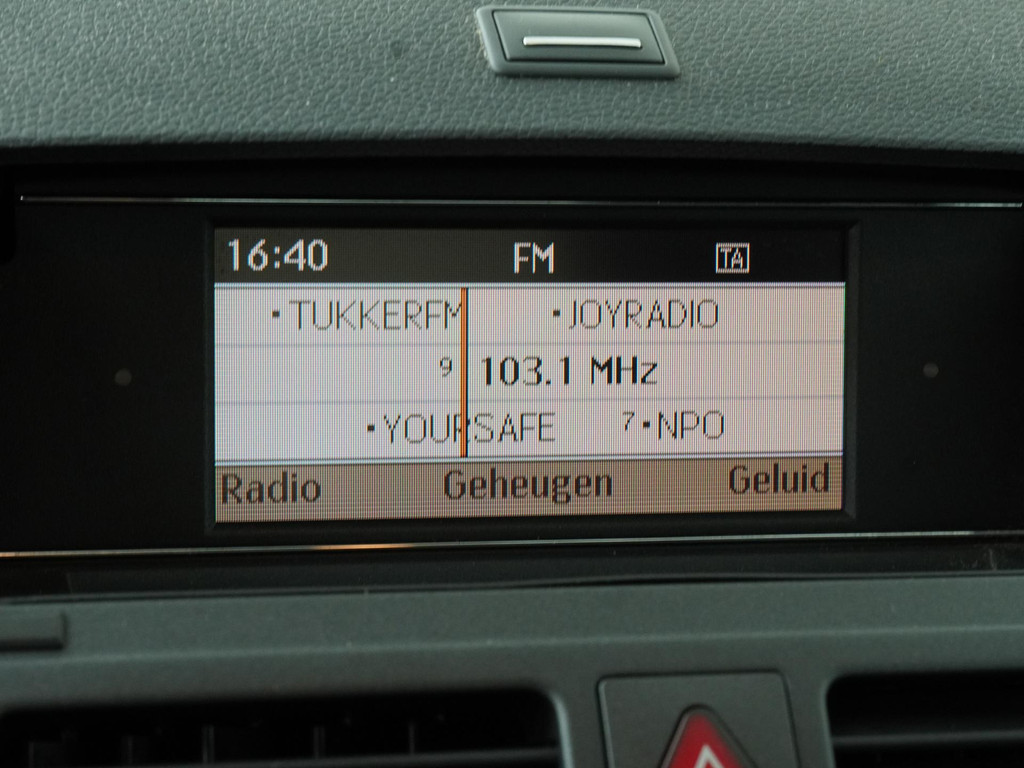 16:40 FM TA
▪TUKKERFM ▪JOYRADIO
9 103.1 MHz
▪YOURSAFE 7▪NPO
Radio Geheugen Geluid